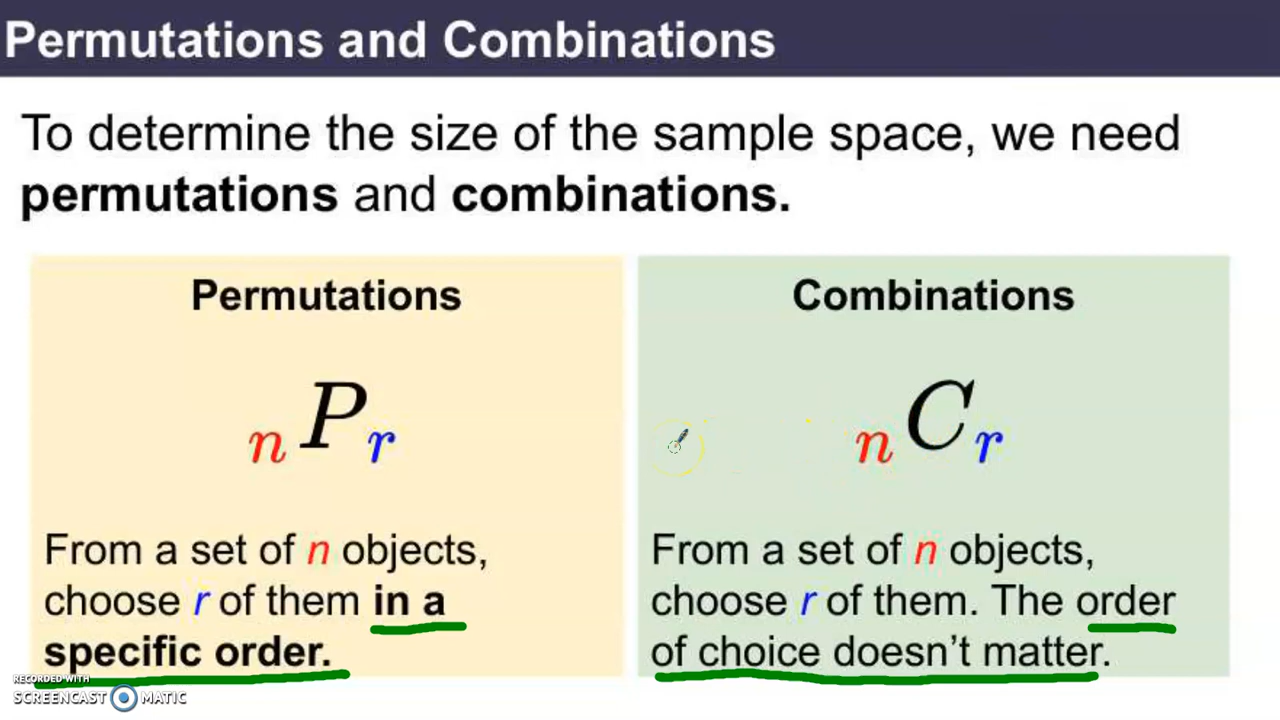 Permutations and Combinations
To determine the size of the sample space, we need
permutations and combinations.
Permutations
nPr
From a set of n objects,
choose r of them in a
specific order.
Combinations
nCr
From a set of n objects,
choose r of them. The order
of choice doesn't matter.
RECORDED WITH
SCREENCAST MATIC